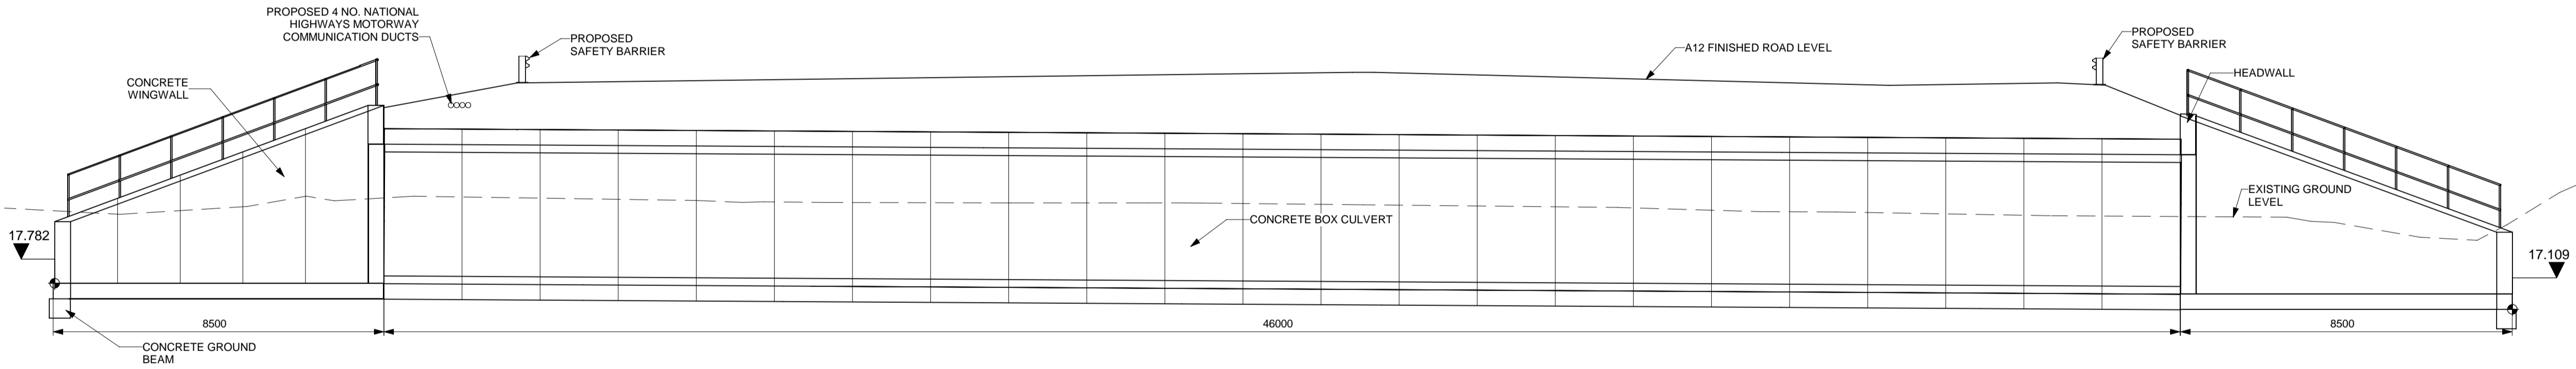 PROPOSED 4 NO. NATIONAL
HIGHWAYS MOTORWAY
COMMUNICATION DUCTS
PROPOSED
SAFETY BARRIER
A12 FINISHED ROAD LEVEL
PROPOSED
SAFETY BARRIER
CONCRETE
WINGWALL
HEADWALL
EXISTING GROUND
LEVEL
CONCRETE BOX CULVERT
17.782
17.109
8500
46000
8500
CONCRETE GROUND
BEAM